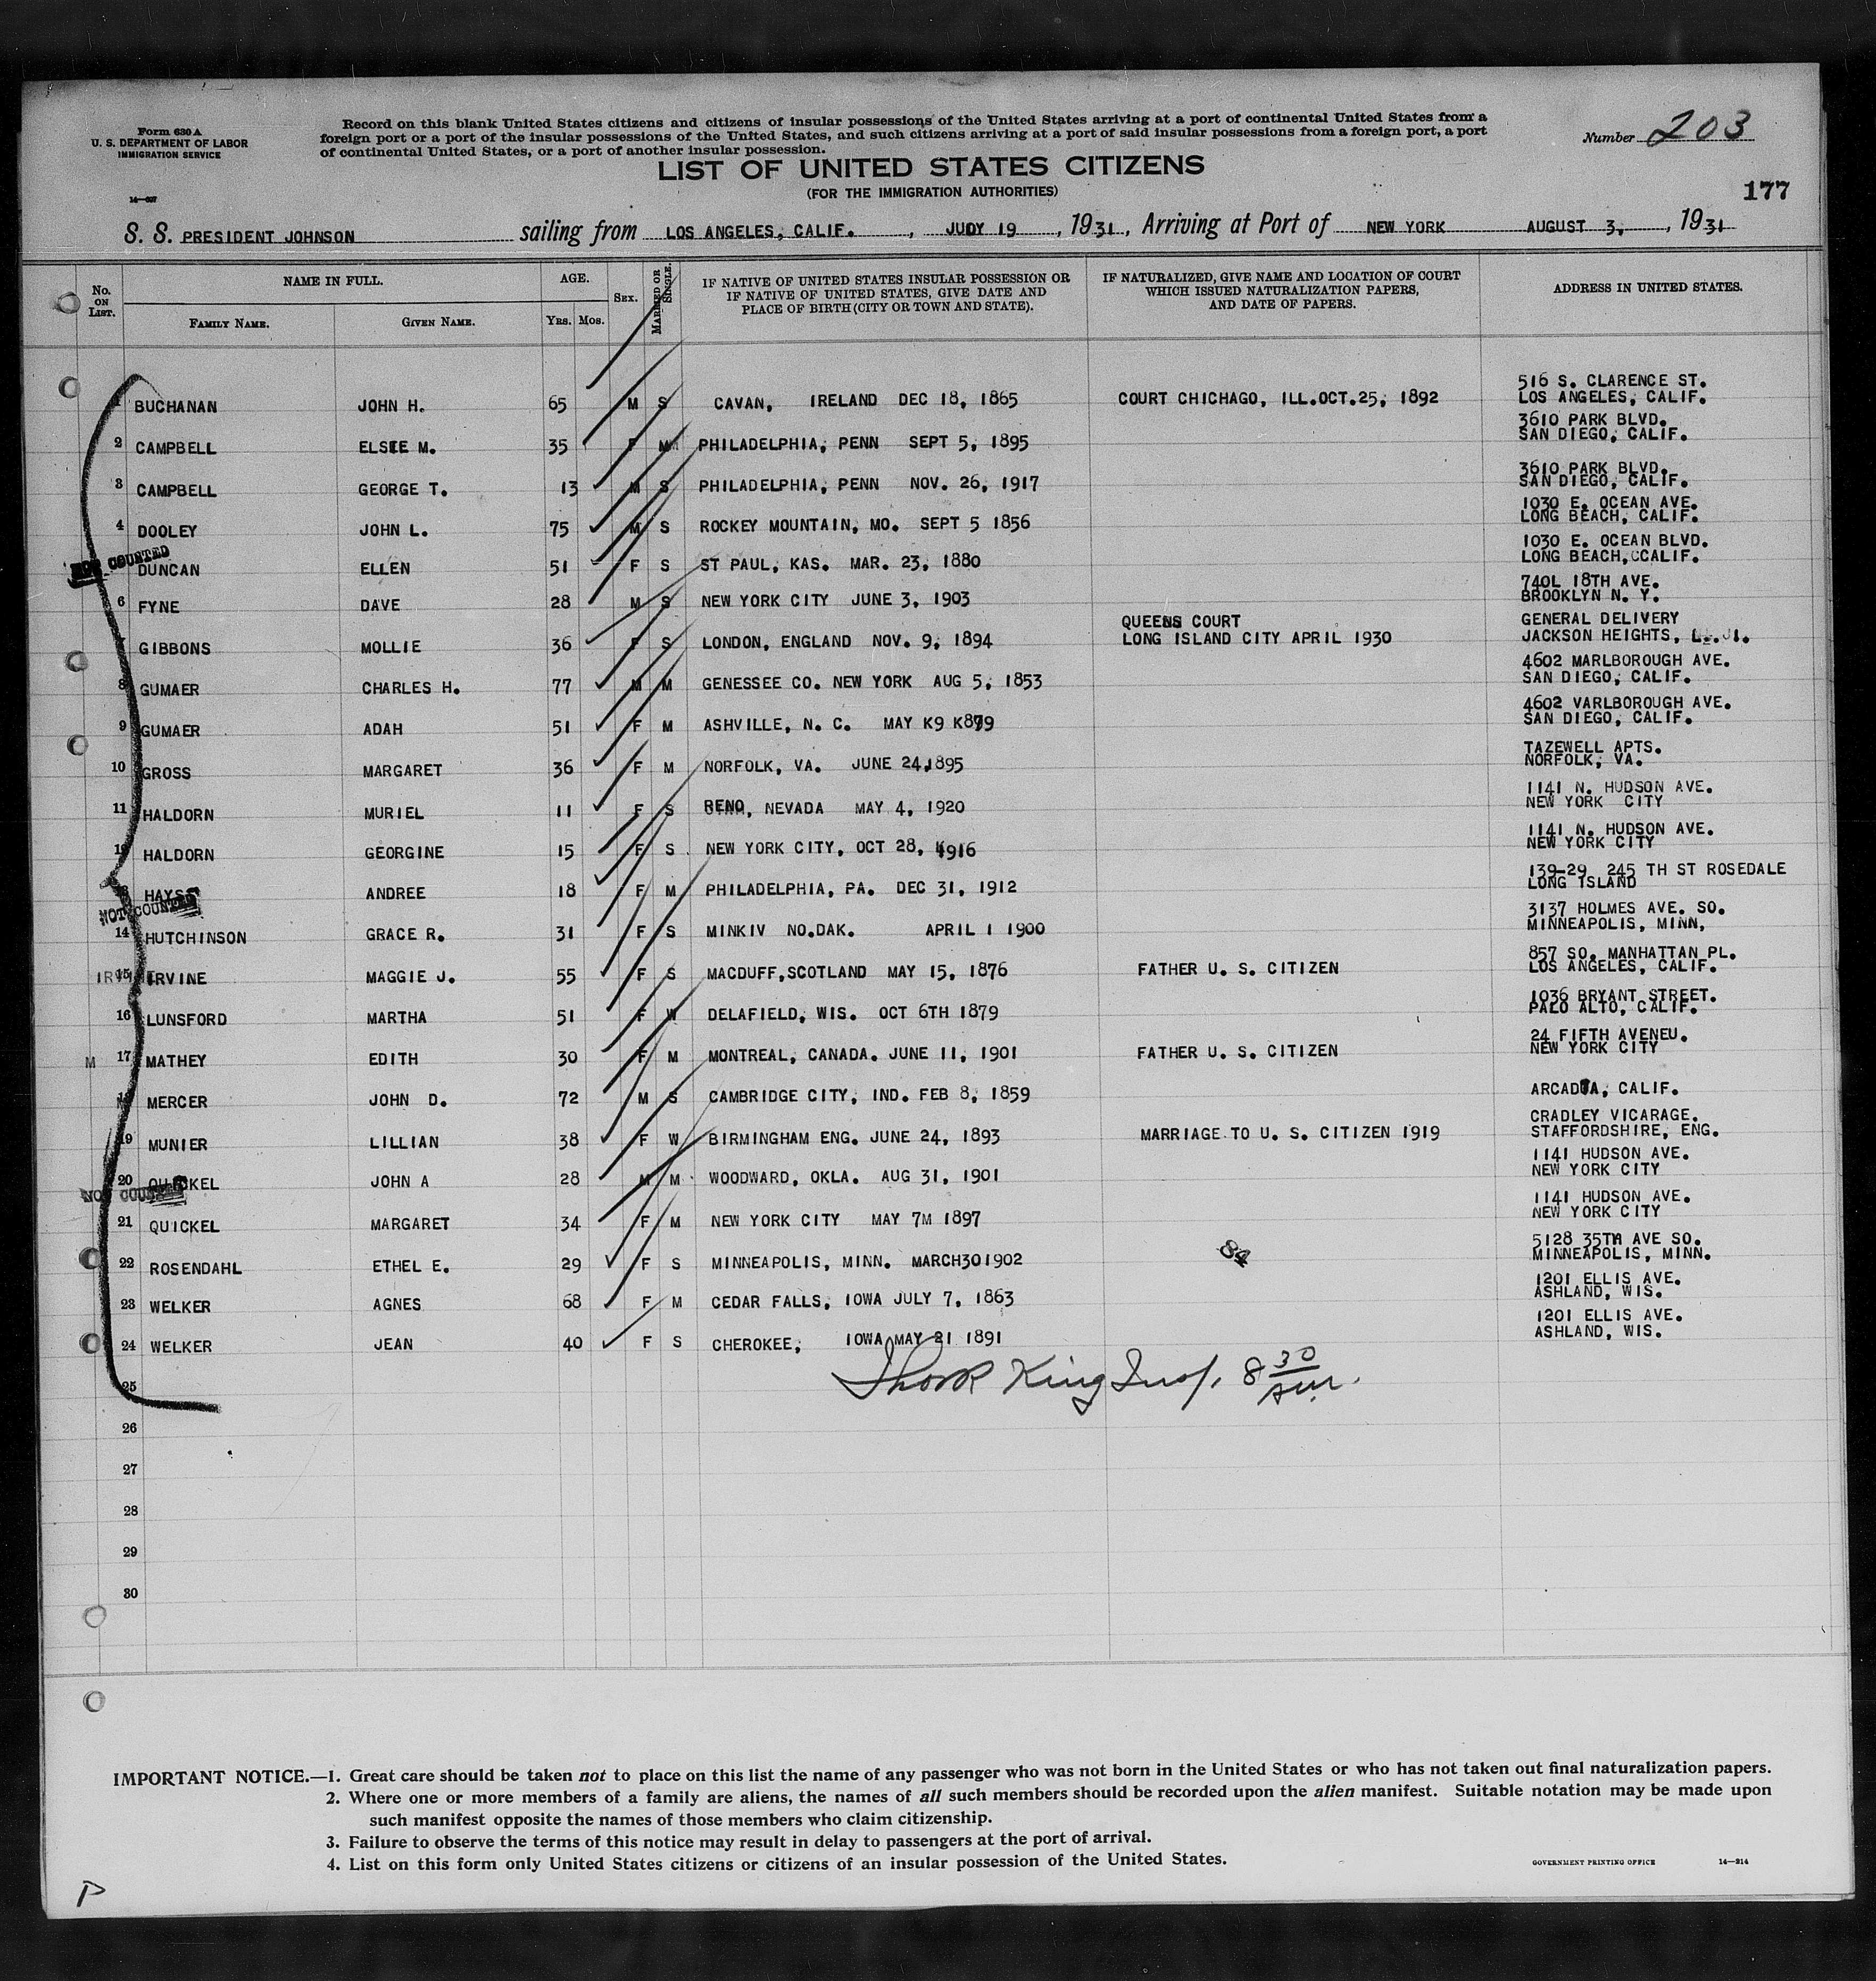 Form 630 A
U. S. DEPARTMENT OF LABOR
IMMIGRATION SERVICE
14—607
Record on this blank United States citizens and citizens of insular possessions of the United States arriving at a port of continental United States from a
foreign port or a port of the insular possessions of the United States, and such citizens arriving at a port of said insular possessions from a foreign port, a port
of continental United States, or a port of another insular possession.
Number 203
LIST OF UNITED STATES CITIZENS
(FOR THE IMMIGRATION AUTHORITIES)
177
S. S. PRESIDENT JOHNSON sailing from LOS ANGELES, CALIF. , JUOY 19 , 1931, Arriving at Port of NEW YORK AUGUST 3, , 1931
No. ON LIST.
NAME IN FULL.
FAMILY NAME. GIVEN NAME.
AGE.
YRS. MOS.
SEX.
MARRIED OR SINGLE.
IF NATIVE OF UNITED STATES INSULAR POSSESSION OR
IF NATIVE OF UNITED STATES, GIVE DATE AND
PLACE OF BIRTH (CITY OR TOWN AND STATE).
IF NATURALIZED, GIVE NAME AND LOCATION OF COURT
WHICH ISSUED NATURALIZATION PAPERS,
AND DATE OF PAPERS.
ADDRESS IN UNITED STATES.
516 S. CLARENCE ST.
1 BUCHANAN JOHN H. 65 M S CAVAN, IRELAND DEC 18, 1865 COURT CHICHAGO, ILL.OCT.25, 1892 LOS ANGELES, CALIF.
3610 PARK BLVD.
2 CAMPBELL ELSIE M. 35 F M PHILADELPHIA, PENN SEPT 5, 1895 SAN DIEGO, CALIF.
3610 PARK BLVD.
3 CAMPBELL GEORGE T. 13 M S PHILADELPHIA, PENN NOV. 26, 1917 SAN DIEGO, CALIF.
1030 E. OCEAN AVE.
4 DOOLEY JOHN L. 75 M S ROCKEY MOUNTAIN, MO. SEPT 5 1856 LONG BEACH, CALIF.
1030 E. OCEAN BLVD.
NOT COUNTED
DUNCAN ELLEN 51 F S ST PAUL, KAS. MAR. 23, 1880 LONG BEACH,CCALIF.
740L 18TH AVE.
6 FYNE DAVE 28 M S NEW YORK CITY JUNE 3, 1903 BROOKLYN N. Y.
QUEENS COURT GENERAL DELIVERY
7 GIBBONS MOLLIE 36 F S LONDON, ENGLAND NOV. 9, 1894 LONG ISLAND CITY APRIL 1930 JACKSON HEIGHTS,
4602 MARLBOROUGH AVE.
8 GUMAER CHARLES H. 77 M M GENESSEE CO. NEW YORK AUG 5, 1853 SAN DIEGO, CALIF.
4602 VARLBOROUGH AVE.
9 GUMAER ADAH 51 F M ASHVILLE, N. C. MAY K9 K879 SAN DIEGO, CALIF.
TAZEWELL APTS.
10 GROSS MARGARET 36 F M NORFOLK, VA. JUNE 24,1895 NORFOLK, VA.
1141 N. HUDSON AVE.
11 HALDORN MURIEL 11 F S RENO, NEVADA MAY 4, 1920 NEW YORK CITY
1141 N. HUDSON AVE.
12 HALDORN GEORGINE 15 F S NEW YORK CITY, OCT 28, 1916 NEW YORK CITY
139-29 245 TH ST ROSEDALE
13 HAYS ANDREE 18 F M PHILADELPHIA, PA. DEC 31, 1912 LONG ISLAND
NOT COUNTED
3137 HOLMES AVE. SO.
14 HUTCHINSON GRACE R. 31 F S MINKIV NO.DAK. APRIL 1 1900 MINNEAPOLIS, MINN,
857 SO. MANHATTAN PL.
15 IRVINE MAGGIE J. 55 F S MACDUFF,SCOTLAND MAY 15, 1876 FATHER U. S. CITIZEN LOS ANGELES, CALIF.
1036 BRYANT STREET.
16 LUNSFORD MARTHA 51 F W DELAFIELD, WIS. OCT 6TH 1879 PALO ALTO, CALIF.
24 FIFTH AVENEU.
M 17 MATHEY EDITH 30 F M MONTREAL, CANADA. JUNE 11, 1901 FATHER U. S. CITIZEN NEW YORK CITY
18 MERCER JOHN D. 72 M S CAMBRIDGE CITY, IND. FEB 8, 1859 ARCADIA, CALIF.
CRADLEY VICARAGE.
19 MUNIER LILLIAN 38 F W BIRMINGHAM ENG. JUNE 24, 1893 MARRIAGE TO U. S. CITIZEN 1919 STAFFORDSHIRE, ENG.
1141 HUDSON AVE.
20 QUICKEL JOHN A 28 M M WOODWARD, OKLA. AUG 31, 1901 NEW YORK CITY
NOT COUNTED
1141 HUDSON AVE.
21 QUICKEL MARGARET 34 F M NEW YORK CITY MAY 7M 1897 NEW YORK CITY
84
5128 35TH AVE SO.
22 ROSENDAHL ETHEL E. 29 F S MINNEAPOLIS, MINN. MARCH301902 MINNEAPOLIS, MINN.
1201 ELLIS AVE.
23 WELKER AGNES 68 F M CEDAR FALLS, IOWA JULY 7, 1863 ASHLAND, WIS.
1201 ELLIS AVE.
24 WELKER JEAN 40 F S CHEROKEE, IOWA MAY 21 1891 ASHLAND, WIS.
King Insp. 8 30 am.
25
26
27
28
29
30
IMPORTANT NOTICE.—1. Great care should be taken not to place on this list the name of any passenger who was not born in the United States or who has not taken out final naturalization papers.
2. Where one or more members of a family are aliens, the names of all such members should be recorded upon the alien manifest. Suitable notation may be made upon
such manifest opposite the names of those members who claim citizenship.
3. Failure to observe the terms of this notice may result in delay to passengers at the port of arrival.
4. List on this form only United States citizens or citizens of an insular possession of the United States.
GOVERNMENT PRINTING OFFICE 14—314
P